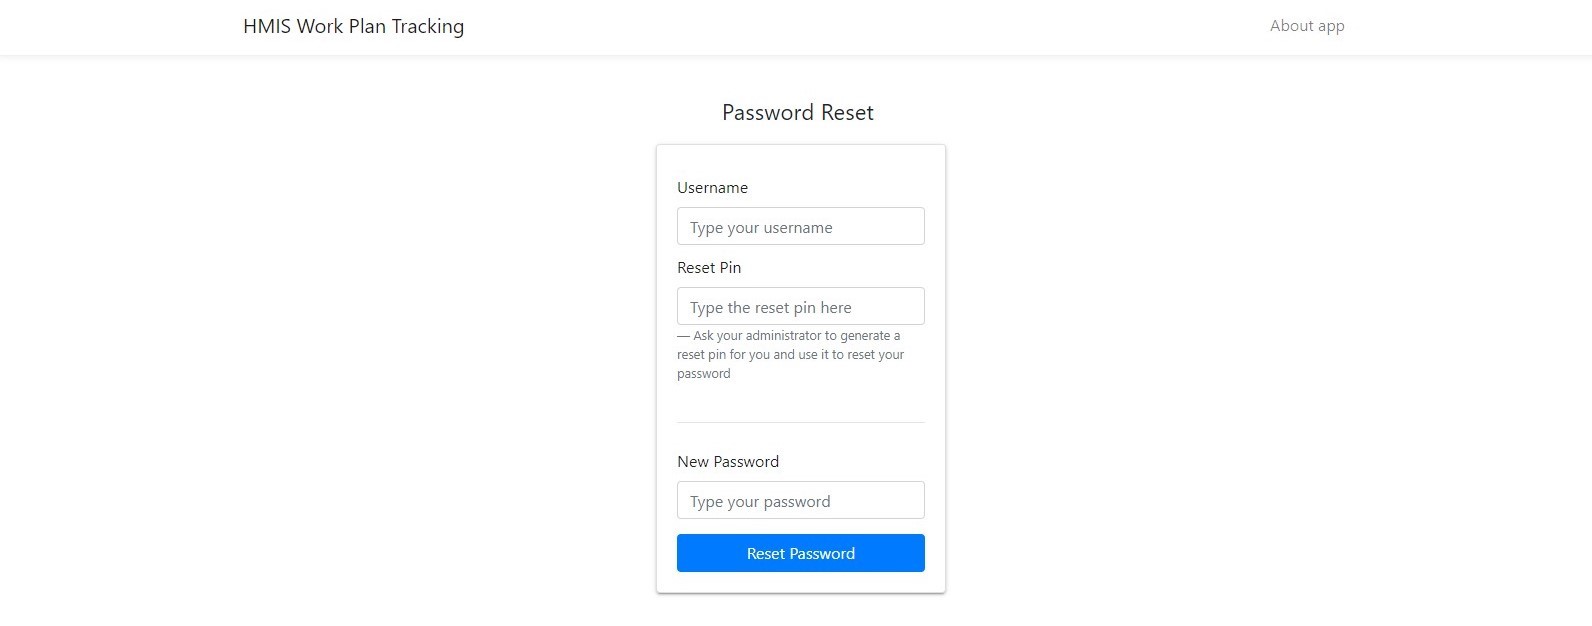 HMIS Work Plan Tracking
About app
Password Reset
Username
Type your username
Reset Pin
Type the reset pin here
— Ask your administrator to generate a
reset pin for you and use it to reset your
password
New Password
Type your password
Reset Password